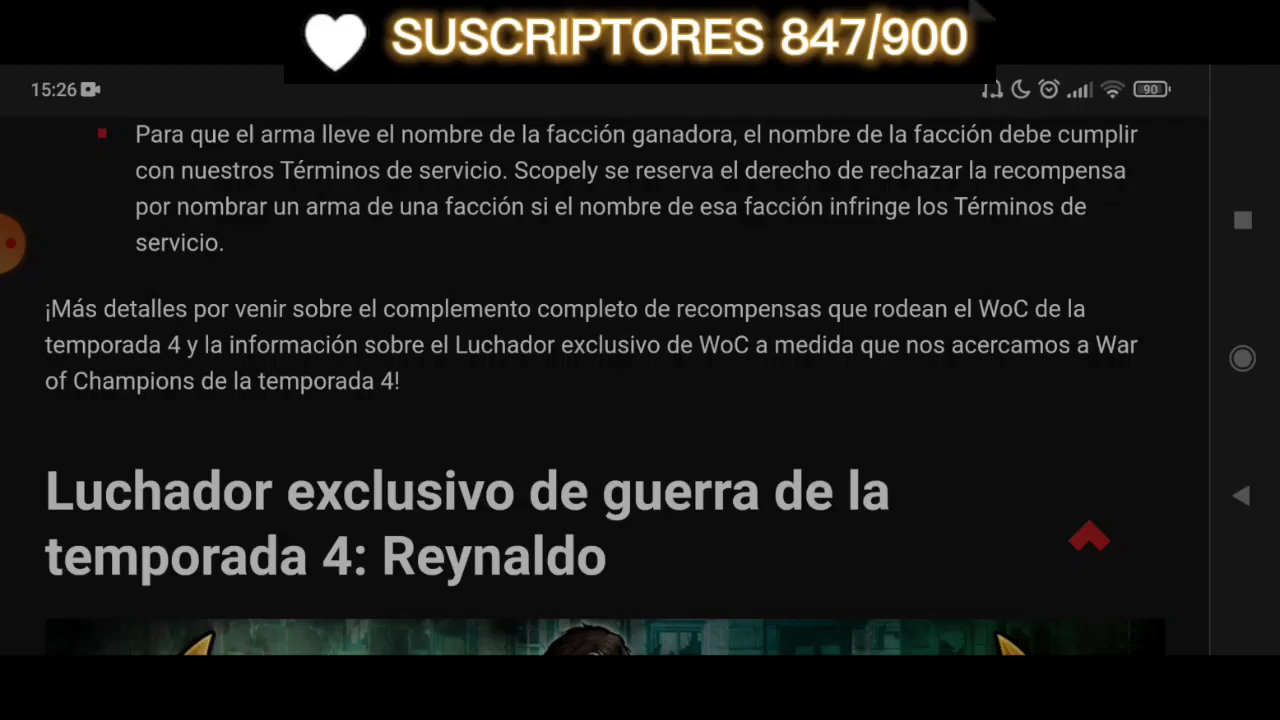 SUSCRIPTORES 847/900
15:26
90
Para que el arma lleve el nombre de la facción ganadora, el nombre de la facción debe cumplir
con nuestros Términos de servicio. Scopely se reserva el derecho de rechazar la recompensa
por nombrar un arma de una facción si el nombre de esa facción infringe los Términos de
servicio.
¡Más detalles por venir sobre el complemento completo de recompensas que rodean el WoC de la
temporada 4 y la información sobre el Luchador exclusivo de WoC a medida que nos acercamos a War
of Champions de la temporada 4!
Luchador exclusivo de guerra de la
temporada 4: Reynaldo